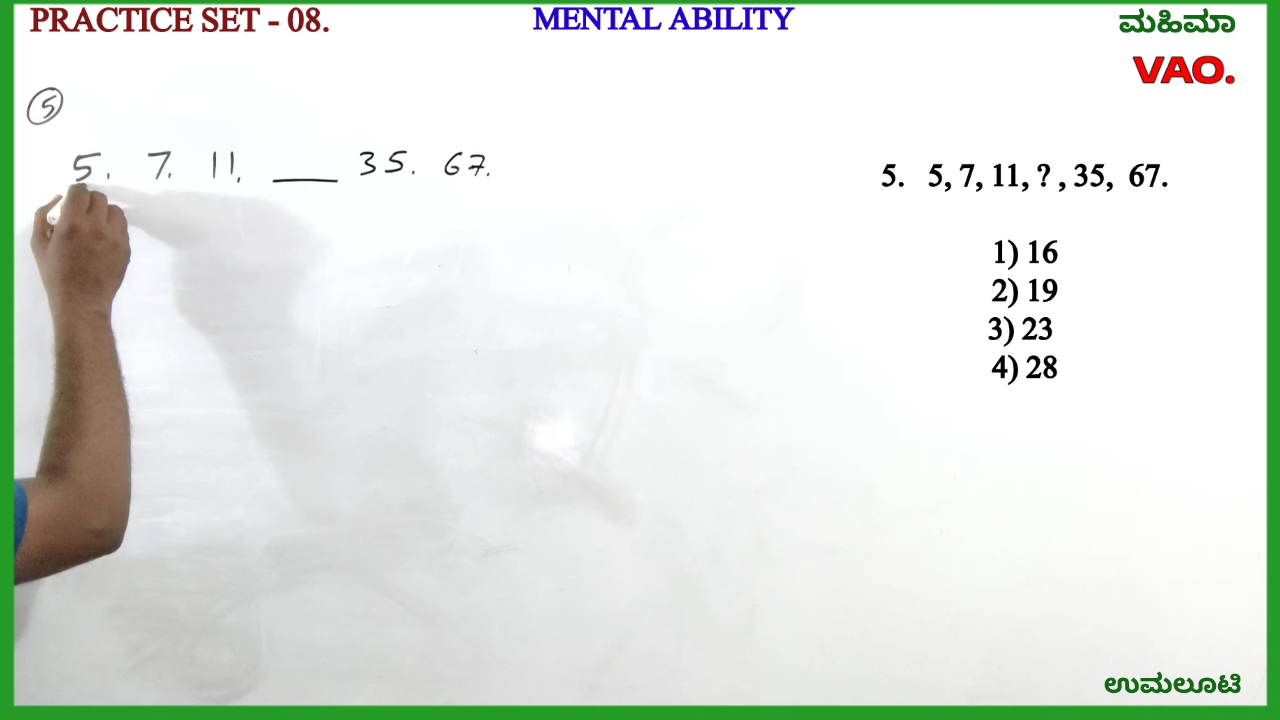 PRACTICE SET - 08.
MENTAL ABILITY
ಮಹಿಮಾ
VAO.
5
5. 7. 11. ___ 35. 67.
5. 5, 7, 11, ? , 35, 67.
1) 16
2) 19
3) 23
4) 28
ಉಮಲೂಟಿ